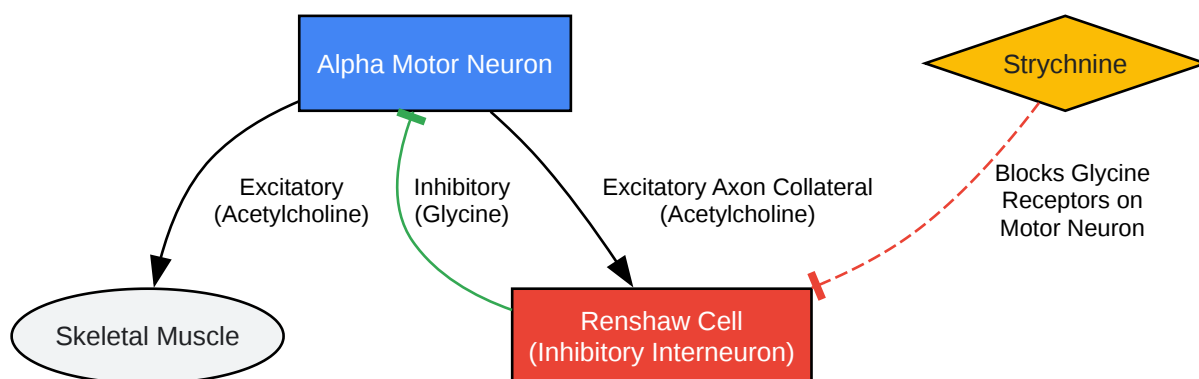 Alpha Motor Neuron
Strychnine
Excitatory
(Acetylcholine)
Inhibitory
(Glycine)
Excitatory Axon Collateral
(Acetylcholine)
Blocks Glycine
Receptors on
Motor Neuron
Skeletal Muscle
Renshaw Cell
(Inhibitory Interneuron)